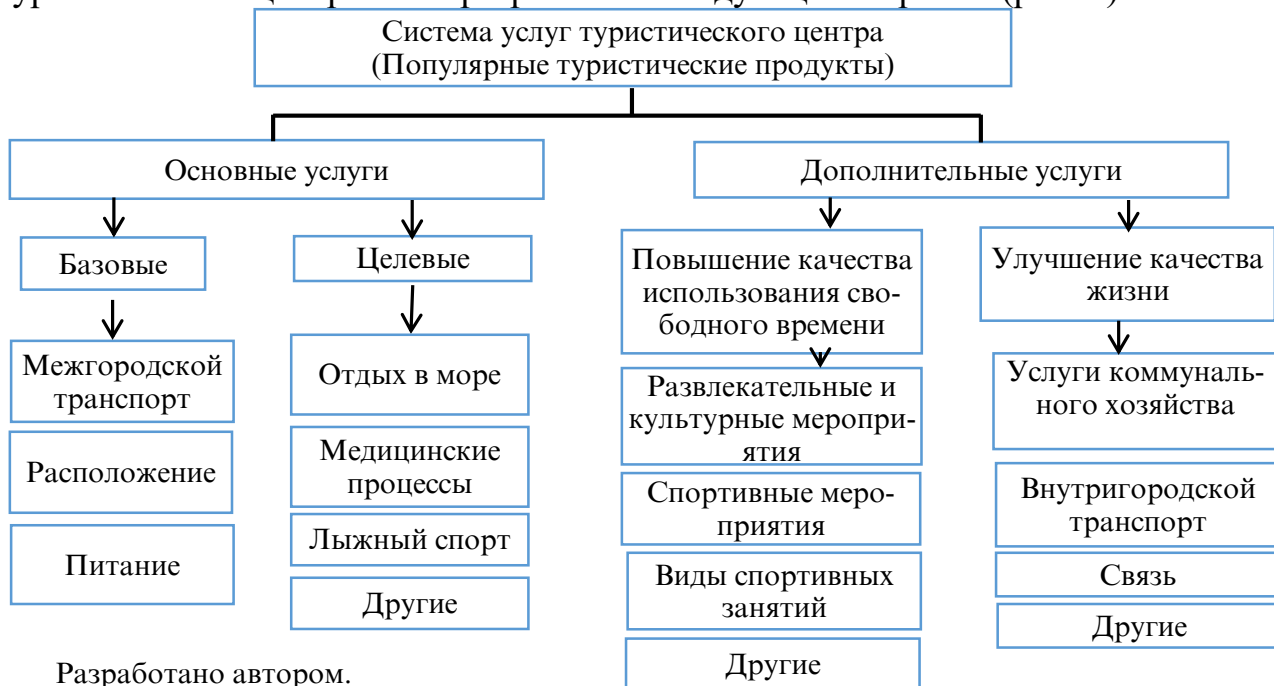 Система услуг туристического центра
(Популярные туристические продукты)
Основные услуги
Дополнительные услуги
Базовые
Целевые
Повышение качества
использования сво-
бодного времени
Улучшение качества
жизни
Межгородской
транспорт
Расположение
Питание
Отдых в море
Медицинские
процессы
Лыжный спорт
Другие
Развлекательные и
культурные меропри-
ятия
Спортивные меро-
приятия
Виды спортивных
занятий
Другие
Услуги коммуналь-
ного хозяйства
Внутригородской
транспорт
Связь
Другие
Разработано автором.